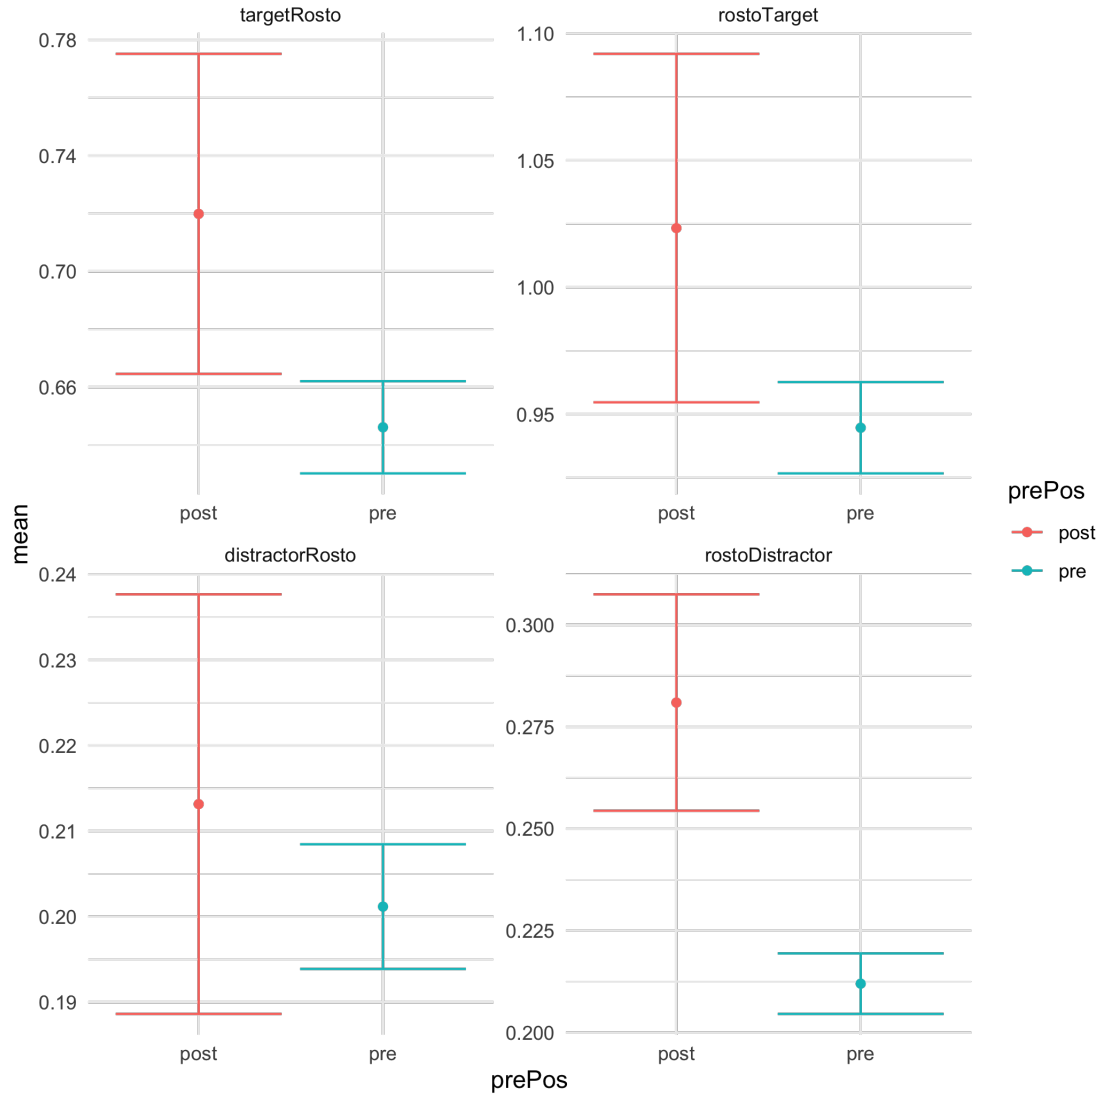 targetRosto
rostoTarget
0.78
0.74
0.70
0.66
1.10
1.05
1.00
0.95
post
pre
post
pre
mean
distractorRosto
rostoDistractor
0.24
0.23
0.22
0.21
0.20
0.19
0.300
0.275
0.250
0.225
0.200
post
pre
post
pre
prePos
prePos
post
pre